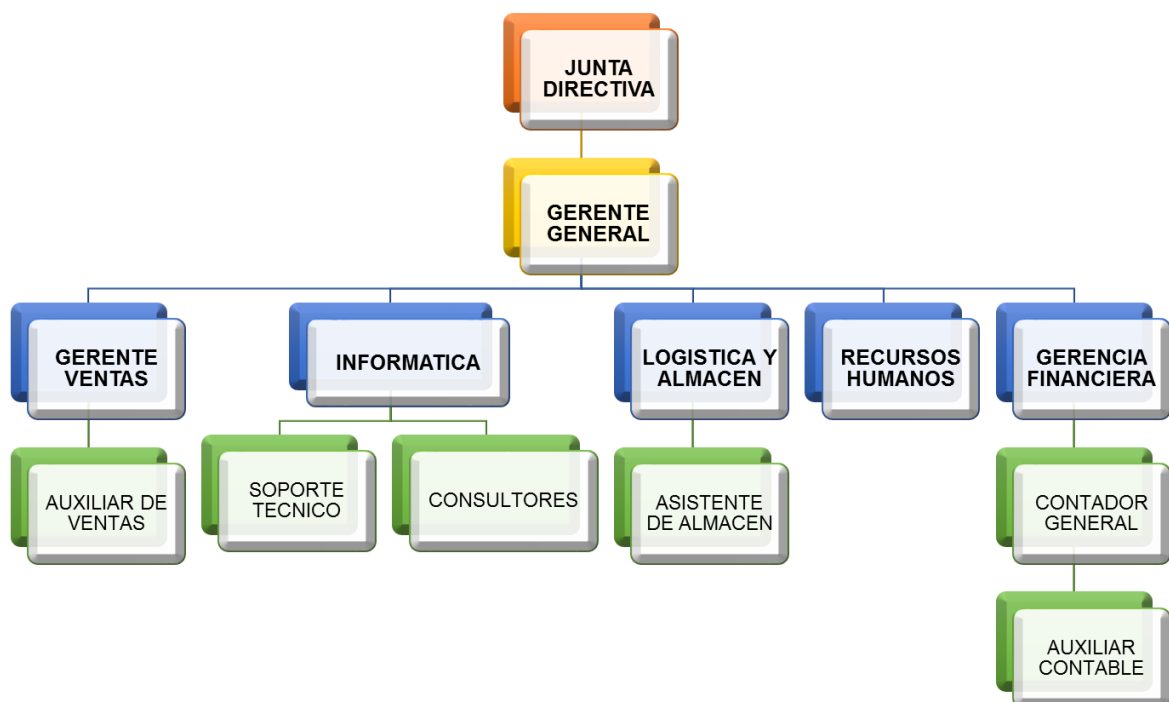 JUNTA
DIRECTIVA
GERENTE
GENERAL
GERENTE
VENTAS
INFORMATICA
LOGISTICA Y
ALMACEN
RECURSOS
HUMANOS
GERENCIA
FINANCIERA
AUXILIAR DE
VENTAS
SOPORTE
TECNICO
CONSULTORES
ASISTENTE
DE ALMACEN
CONTADOR
GENERAL
AUXILIAR
CONTABLE